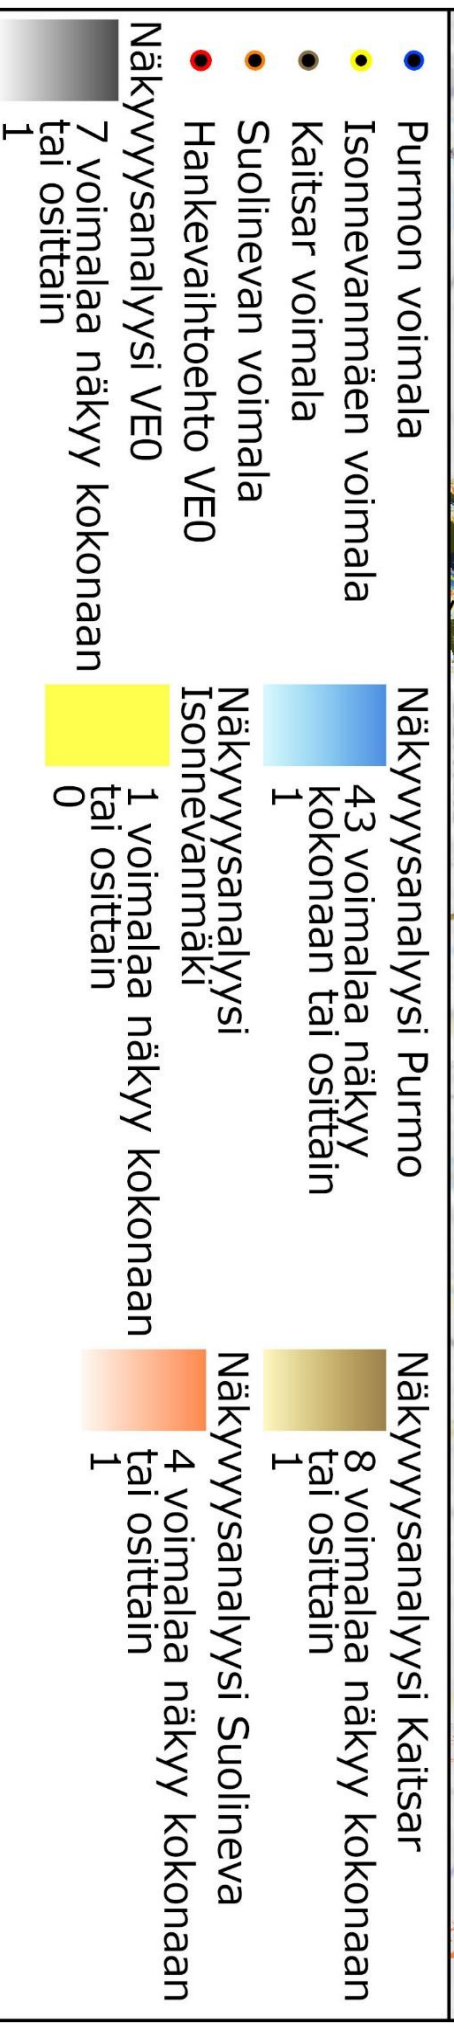 Purmon voimala
Isonnevanmäen voimala
Kaitsar voimala
Suolinevan voimala
Hankevaihtoehto VE0
Näkyvyysanalyysi VE0
7 voimalaa näkyy kokonaan
tai osittain
1
Näkyvyysanalyysi Purmo
43 voimalaa näkyy
kokonaan tai osittain
1
Näkyvyysanalyysi
Isonnevanmäki
1 voimalaa näkyy kokonaan
tai osittain
0
Näkyvyysanalyysi Kaitsar
8 voimalaa näkyy kokonaan
tai osittain
1
Näkyvyysanalyysi Suolineva
4 voimalaa näkyy kokonaan
tai osittain
1